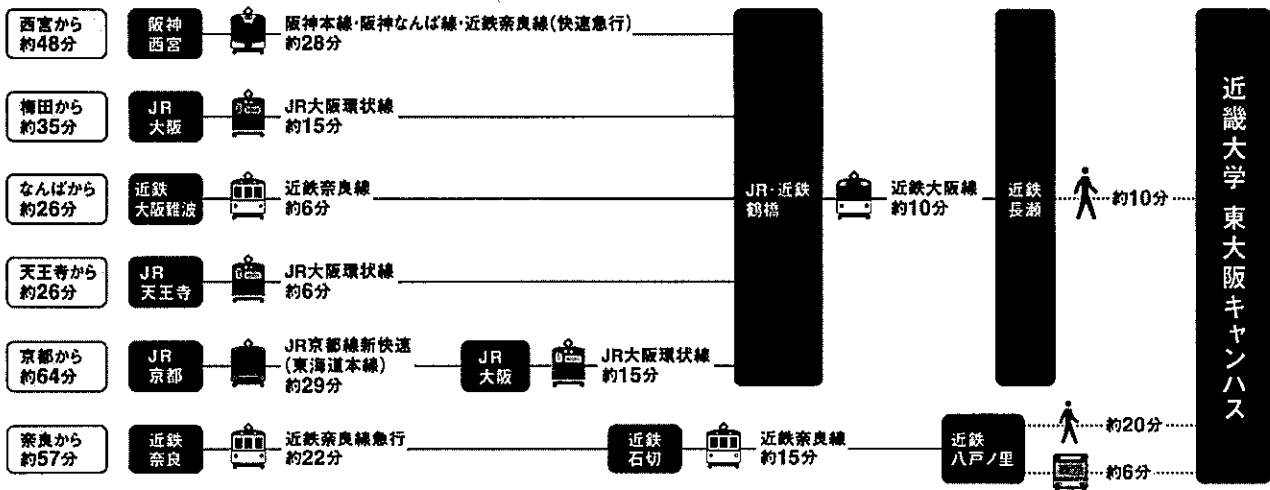 西宮から
約48分
阪神
西宮
阪神本線・阪神なんば線・近鉄奈良線(快速急行)
約28分
梅田から
約35分
JR
大阪
JR大阪環状線
約15分
なんばから
約26分
近鉄
大阪難波
近鉄奈良線
約6分
天王寺から
約26分
JR
天王寺
JR大阪環状線
約6分
京都から
約64分
JR
京都
JR京都線新快速
(東海道本線)
約29分
JR
大阪
JR大阪環状線
約15分
JR・近鉄
鶴橋
近鉄大阪線
約10分
近鉄
長瀬
約10分
奈良から
約57分
近鉄
奈良
近鉄奈良線急行
約22分
近鉄
石切
近鉄奈良線
約15分
近鉄
八戸ノ里
約20分
約6分
近畿大学 東大阪キャンパス